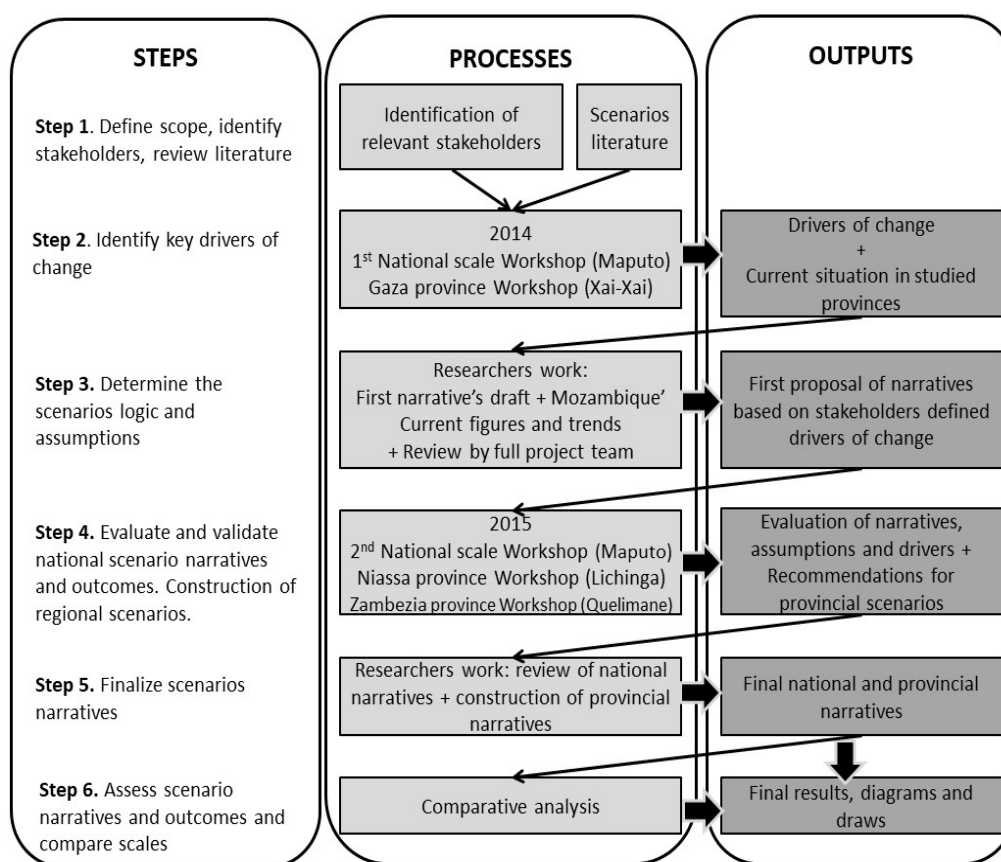 STEPS
Step 1. Define scope, identify
stakeholders, review literature
Step 2. Identify key drivers of
change
Step 3. Determine the
scenarios logic and
assumptions
Step 4. Evaluate and validate
national scenario narratives
and outcomes. Construction of
regional scenarios.
Step 5. Finalize scenarios
narratives
Step 6. Assess scenario
narratives and outcomes and
compare scales
PROCESSES
Identification of
relevant stakeholders
Scenarios
literature
2014
1st National scale Workshop (Maputo)
Gaza province Workshop (Xai-Xai)
Researchers work:
First narrative's draft + Mozambique'
Current figures and trends
+ Review by full project team
2015
2nd National scale Workshop (Maputo)
Niassa province Workshop (Lichinga)
Zambezia province Workshop (Quelimane)
Researchers work: review of national
narratives + construction of provincial
narratives
Comparative analysis
OUTPUTS
Drivers of change
+
Current situation in studied
provinces
First proposal of narratives
based on stakeholders defined
drivers of change
Evaluation of narratives,
assumptions and drivers +
Recommendations for
provincial scenarios
Final national and provincial
narratives
Final results, diagrams and
draws